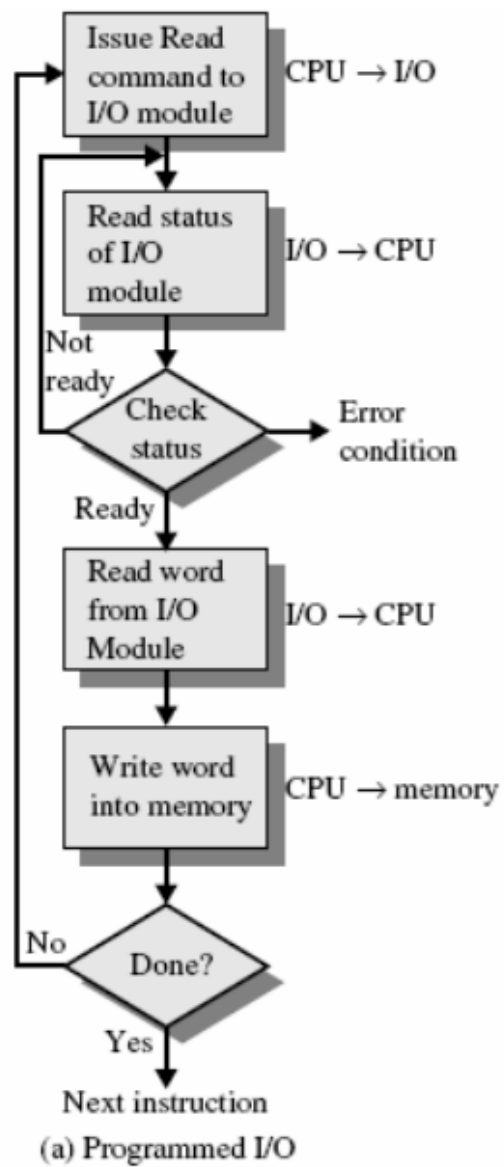 Issue Read
command to
I/O module
CPU → I/O
Read status
of I/O
module
I/O → CPU
Not
ready
Check
status
Error
condition
Ready
Read word
from I/O
Module
I/O → CPU
Write word
into memory
CPU → memory
No
Done?
Yes
Next instruction
(a) Programmed I/O